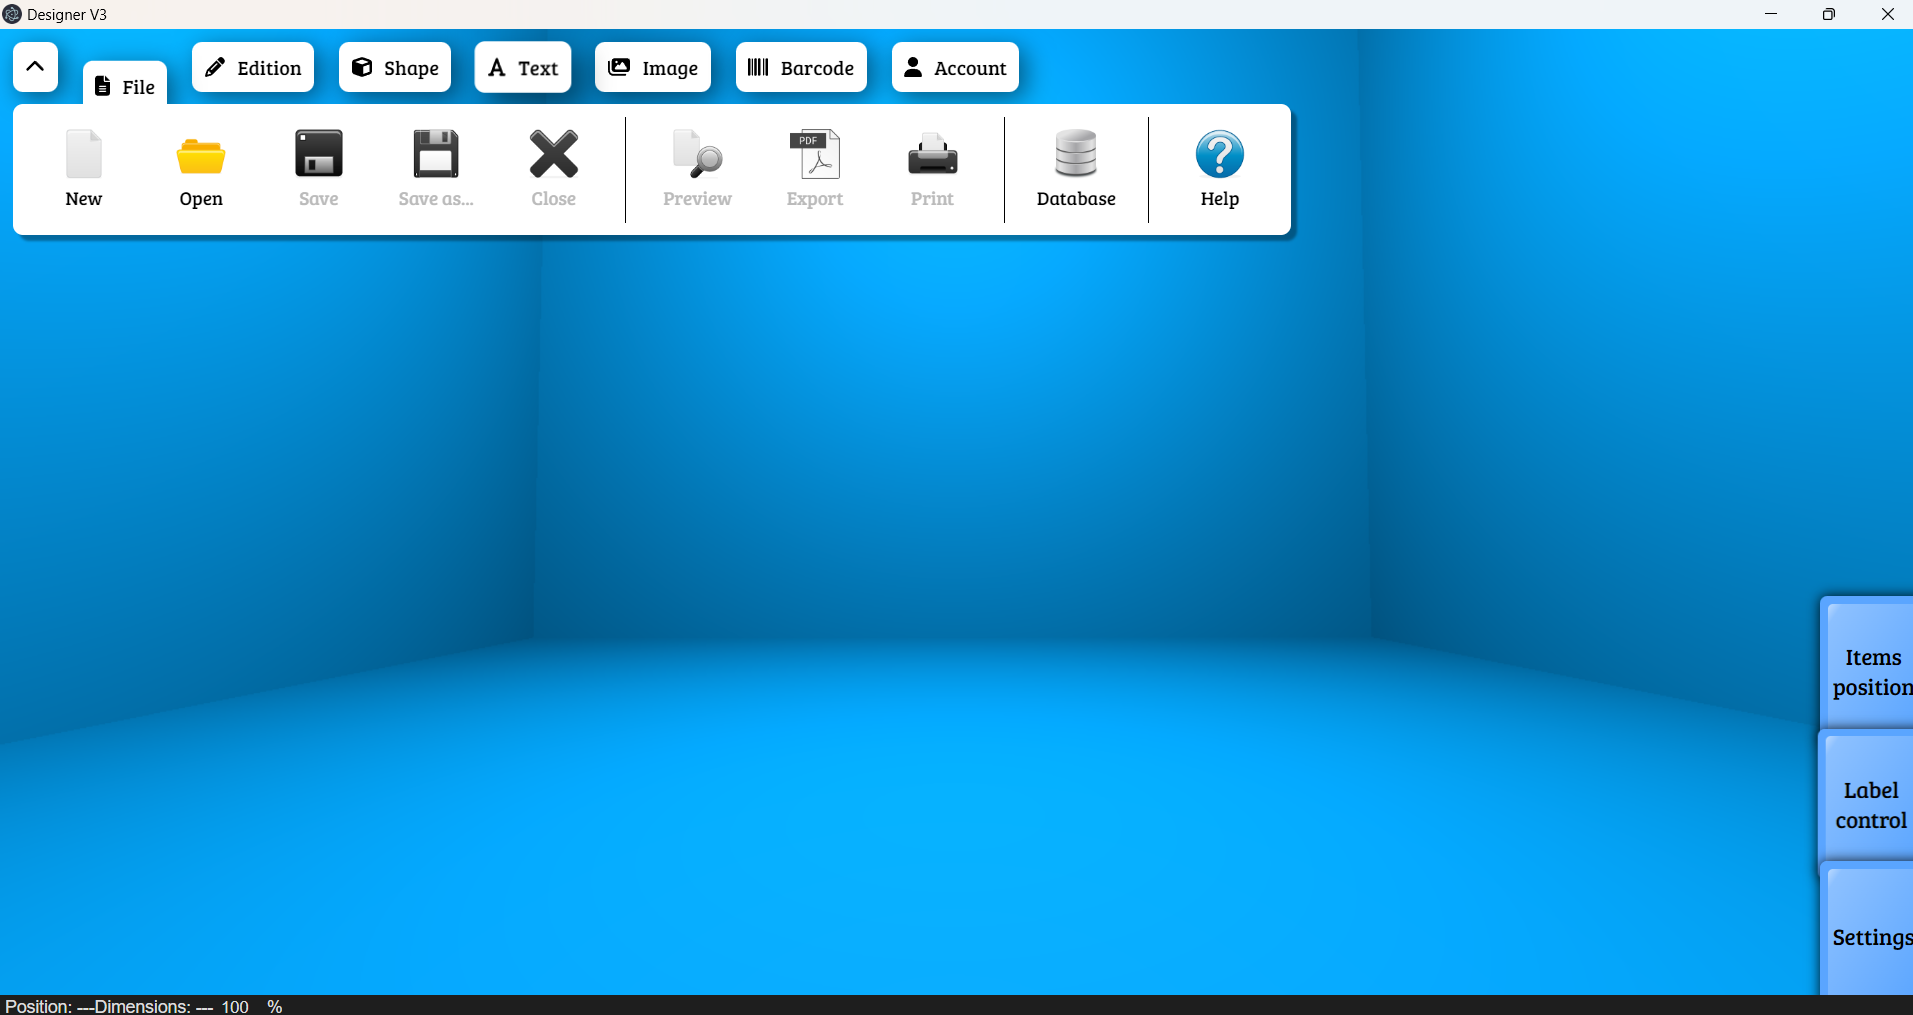 Designer V3
File
Edition
Shape
Text
Image
Barcode
Account
New
Open
Save
Save as...
Close
Preview
PDF
Export
Print
Database
Help
Items
position
Label
control
Settings
Position: ---Dimensions: --- 100 %